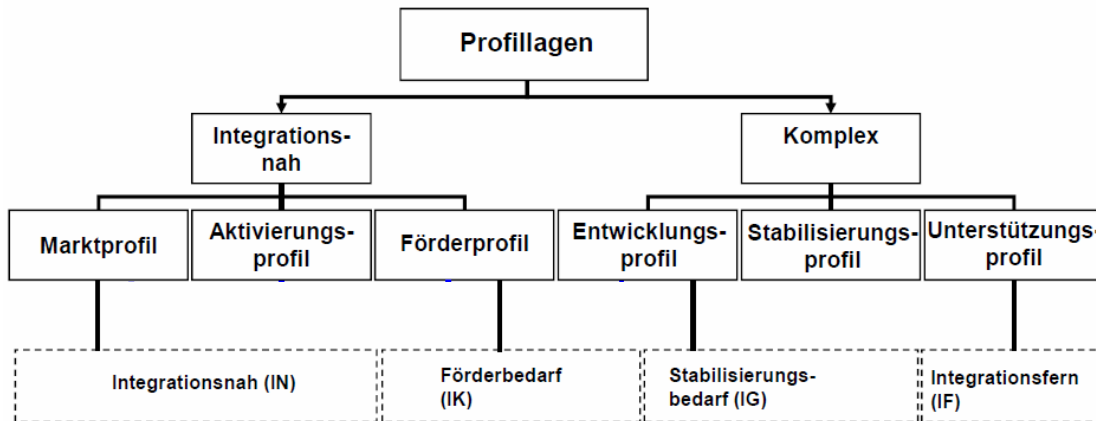 Profillagen
Integrations-
nah
Komplex
Marktprofil
Aktivierungs-
profil
Förderprofil
Entwicklungs-
profil
Stabilisierungs-
profil
Unterstützungs-
profil
Integrationsnah (IN)
Förderbedarf
(IK)
Stabilisierungs-
bedarf (IG)
Integrationsfern
(IF)